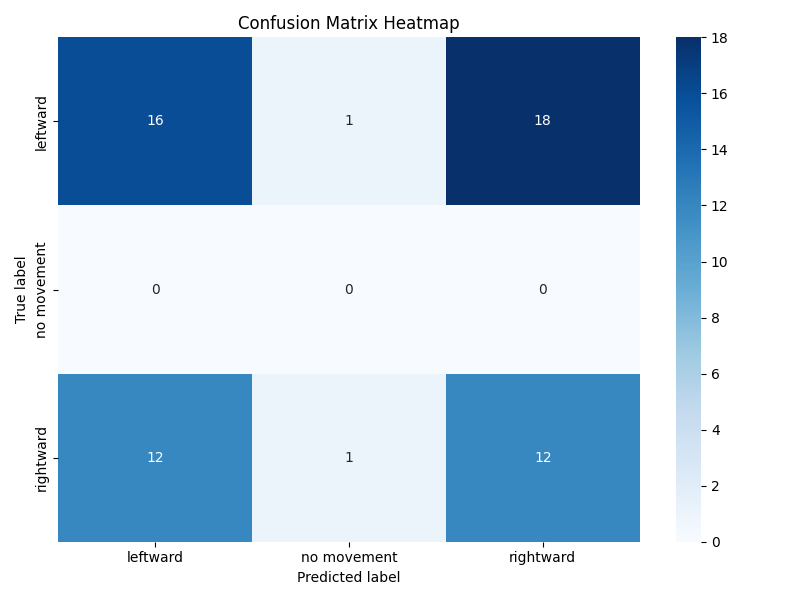 Confusion Matrix Heatmap
True label
leftward
16
1
18
no movement
0
0
0
rightward
12
1
12
leftward
no movement
rightward
Predicted label
18
16
14
12
10
8
6
4
2
0